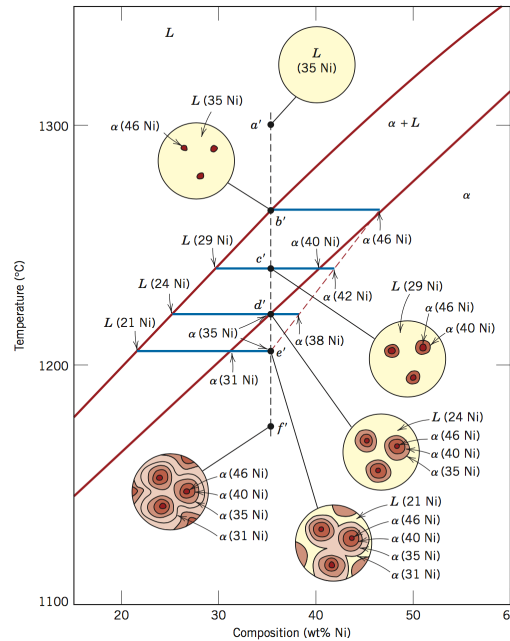 L
L
(35 Ni)
L (35 Ni)
α (46 Ni)
1300
a′
α + L
α
b′
L (29 Ni)
α (40 Ni)
α (46 Ni)
c′
L (24 Ni)
α (42 Ni)
L (29 Ni)
α (46 Ni)
α (40 Ni)
d′
L (21 Ni)
α (35 Ni)
α (38 Ni)
e′
1200
α (31 Ni)
L (24 Ni)
α (46 Ni)
α (40 Ni)
α (35 Ni)
f′
α (46 Ni)
α (40 Ni)
α (35 Ni)
α (31 Ni)
L (21 Ni)
α (46 Ni)
α (40 Ni)
α (35 Ni)
α (31 Ni)
1100
20
30
40
50
6
Temperature (°C)
Composition (wt% Ni)